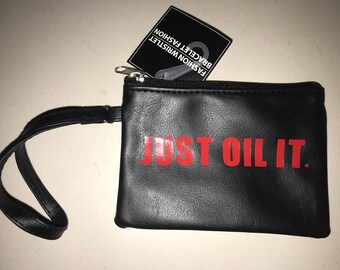 FASHION WRISTLET
BRACELET FASHION
JUST OIL IT.